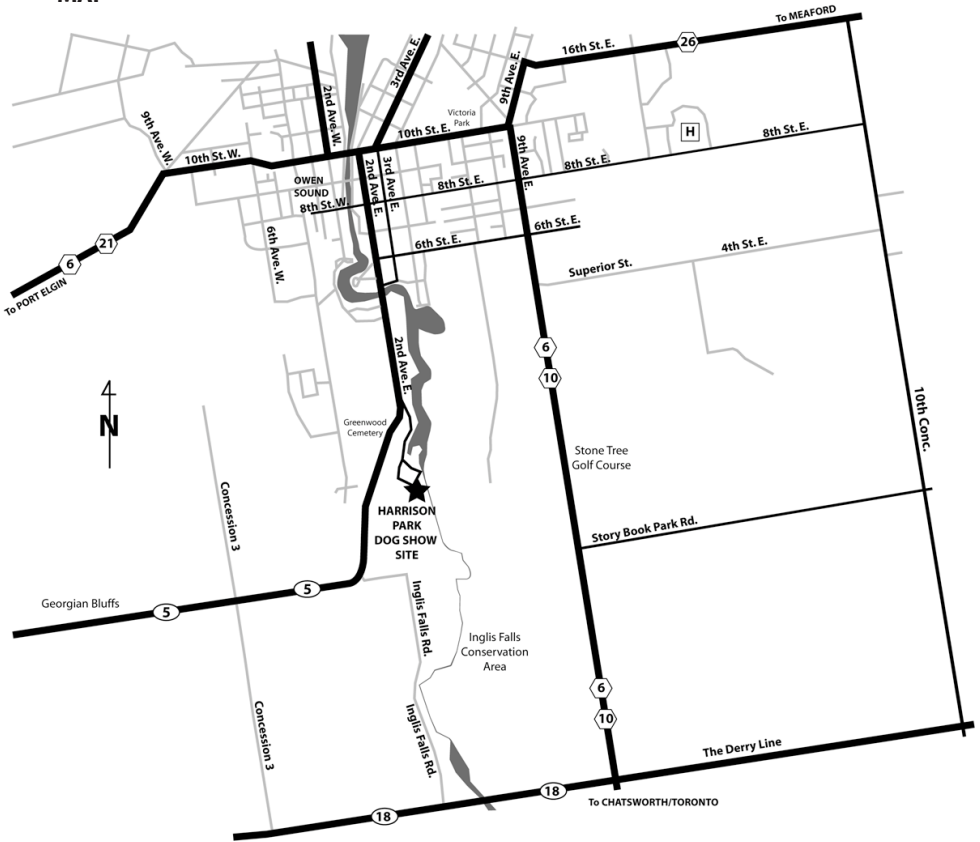 MAP
To MEAFORD
26
16th St. E.
3rd Ave. E.
2nd Ave. W.
9th Ave. E.
Victoria
Park
9th Ave. W.
10th St. E.
H
8th St. E.
10th St. W.
9th Ave. E.
8th St. E.
OWEN
SOUND
2nd Ave. E.
3rd Ave. E.
8th St. E.
8th St. W.
6th St. E.
6th Ave. W.
6th St. E.
4th St. E.
21
6
To PORT ELGIN
Superior St.
2nd Ave. E.
6
10
N
10th Conc.
Greenwood
Cemetery
Stone Tree
Golf Course
Concession 3
HARRISON
PARK
DOG SHOW
SITE
Story Book Park Rd.
5
Georgian Bluffs
5
Inglis Falls Rd.
Inglis Falls
Conservation
Area
6
10
Concession 3
Inglis Falls Rd.
The Derry Line
18
To CHATSWORTH/TORONTO
18